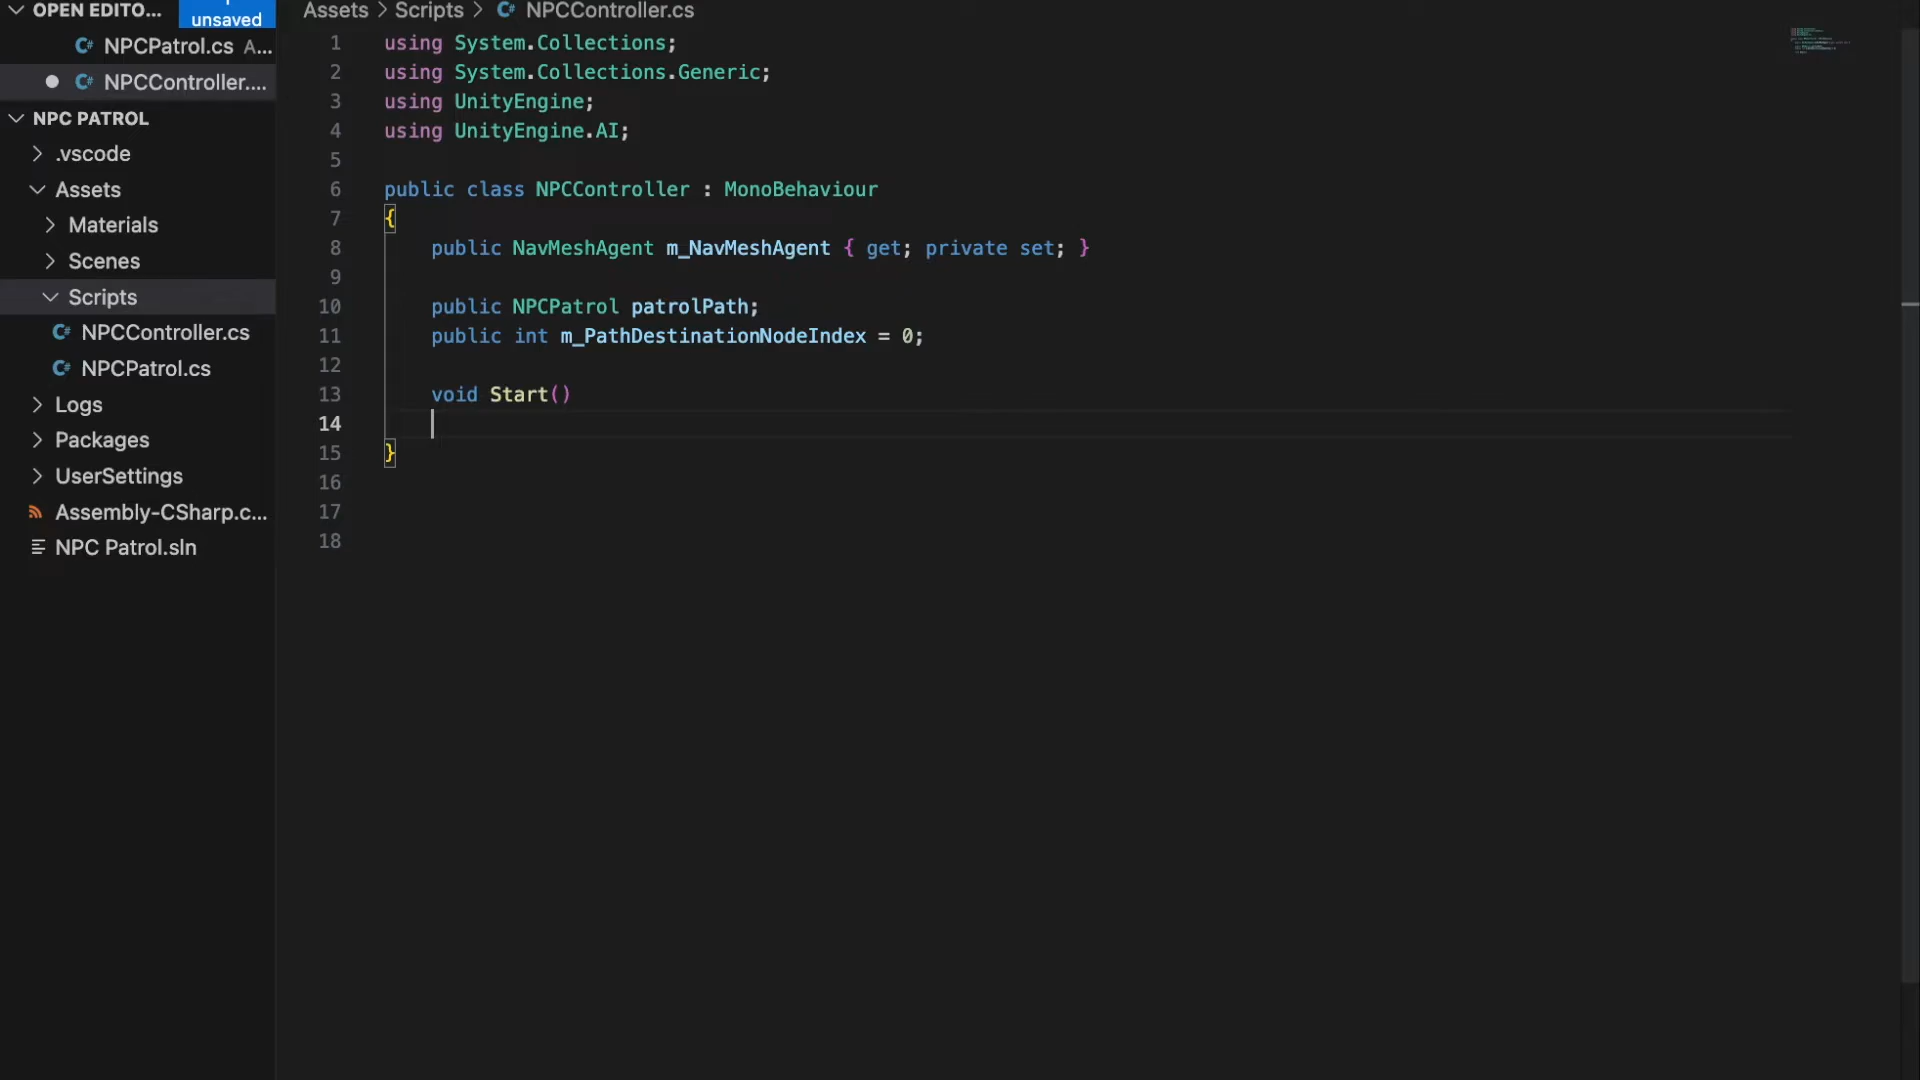 OPEN EDITO...
unsaved
NPCPatrol.cs A...
NPCController....
NPC PATROL
.vscode
Assets
Materials
Scenes
Scripts
NPCController.cs
NPCPatrol.cs
Logs
Packages
UserSettings
Assembly-CSharp.c...
NPC Patrol.sln
Assets > Scripts > NPCController.cs
1 using System.Collections;
2 using System.Collections.Generic;
3 using UnityEngine;
4 using UnityEngine.AI;
5
6 public class NPCController : MonoBehaviour
7 {
8 public NavMeshAgent m_NavMeshAgent { get; private set; }
9
10 public NPCPatrol patrolPath;
11 public int m_PathDestinationNodeIndex = 0;
12
13 void Start()
14
15 }
16
17
18